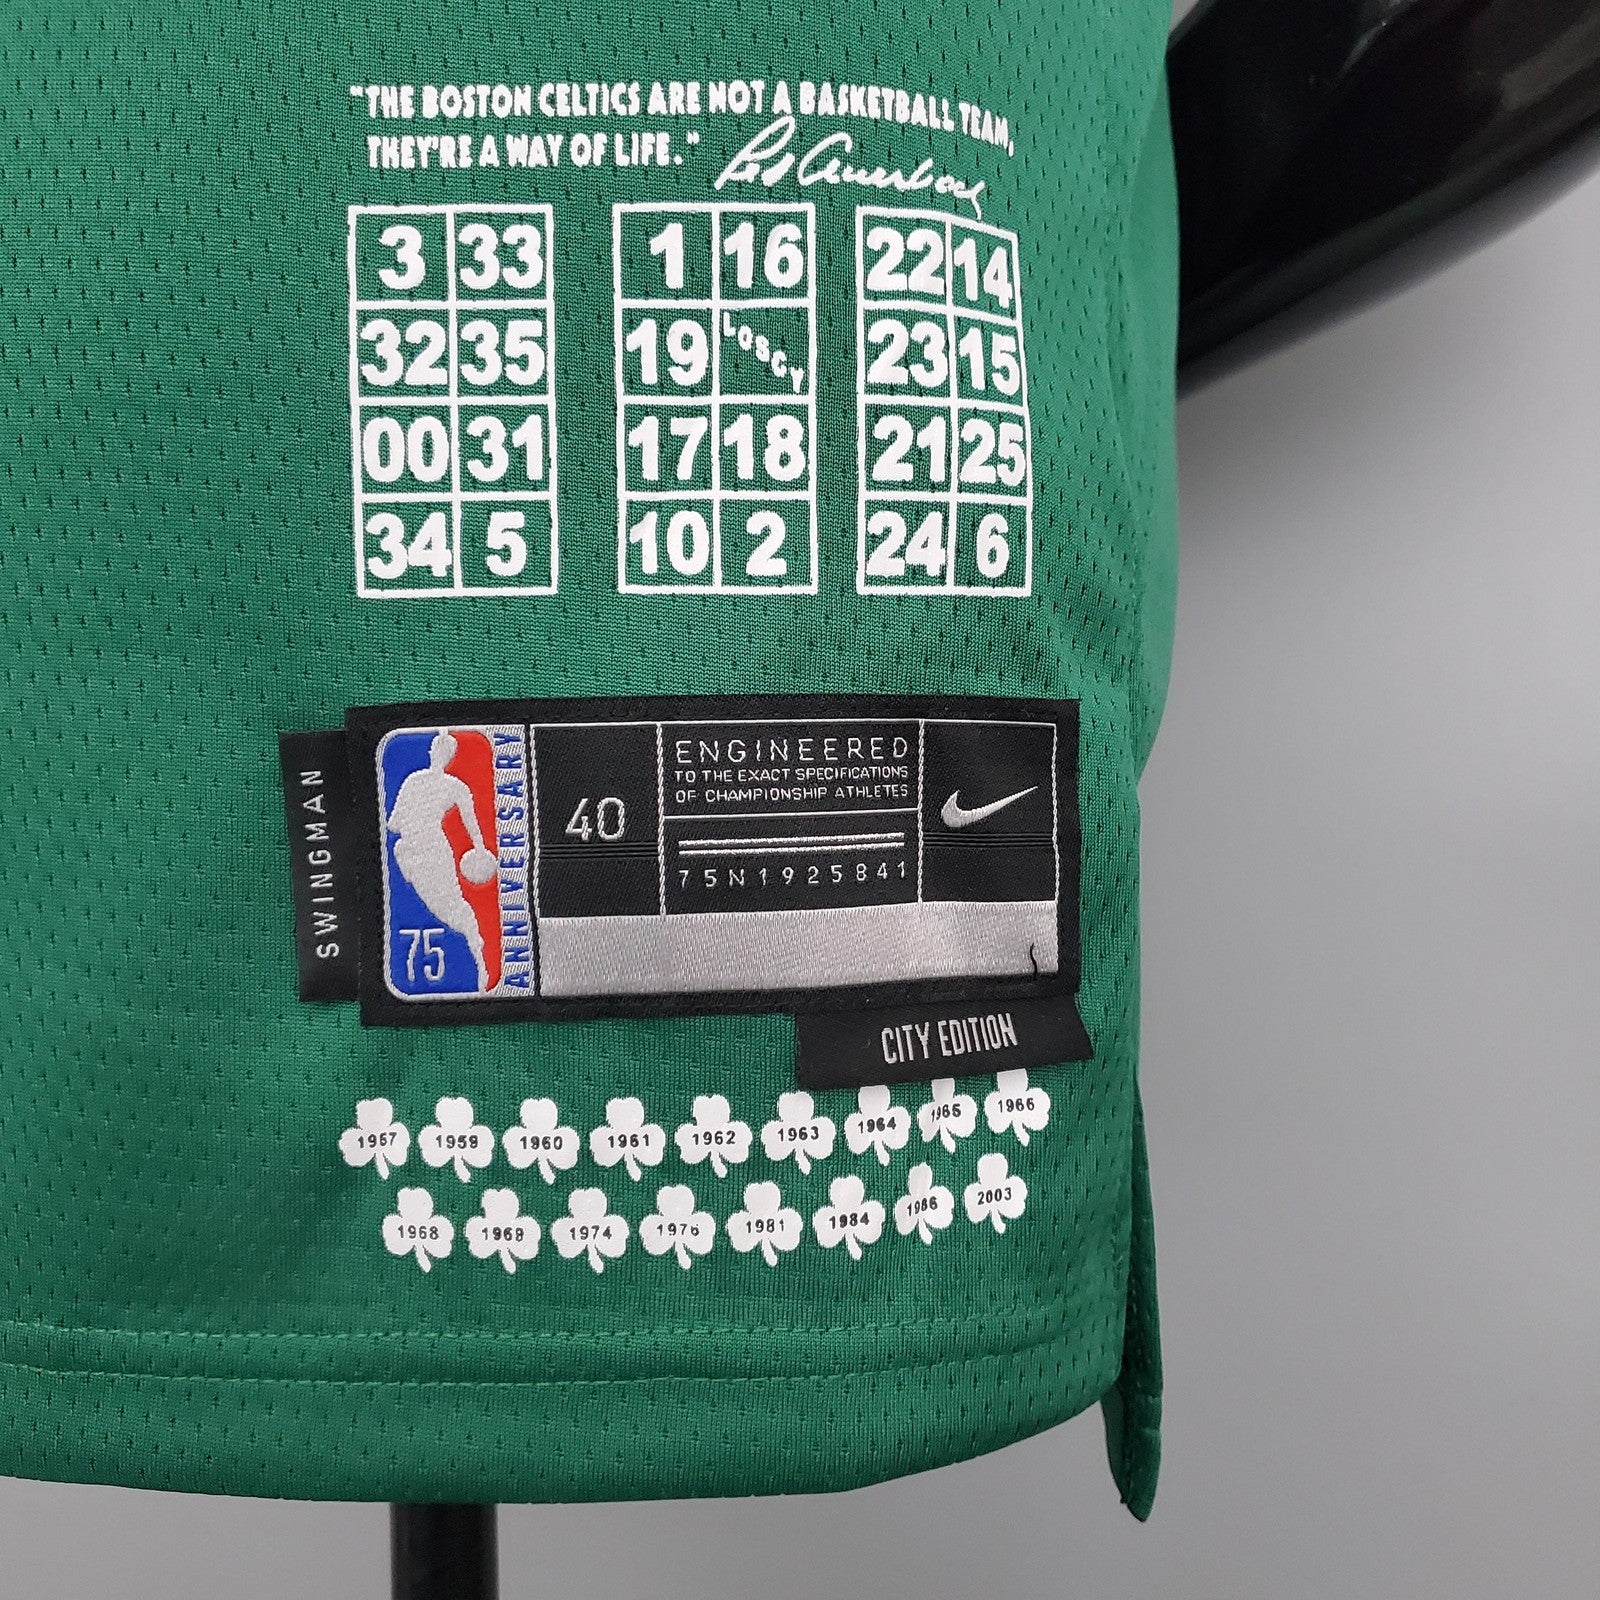 "THE BOSTON CELTICS ARE NOT A BASKETBALL TEAM,
THEY'RE A WAY OF LIFE."
Red Auerbach
3 33
32 35
00 31
34 5
1 16
19 LOSCY
17 18
10 2
22 14
23 15
21 25
24 6
SWINGMAN
75
ANNIVERSARY
40
ENGINEERED
TO THE EXACT SPECIFICATIONS
OF CHAMPIONSHIP ATHLETES
75N1925841
CITY EDITION
1957 1959 1960 1961 1962 1963 1964 1965 1966
1968 1969 1974 1976 1981 1984 1986 2003